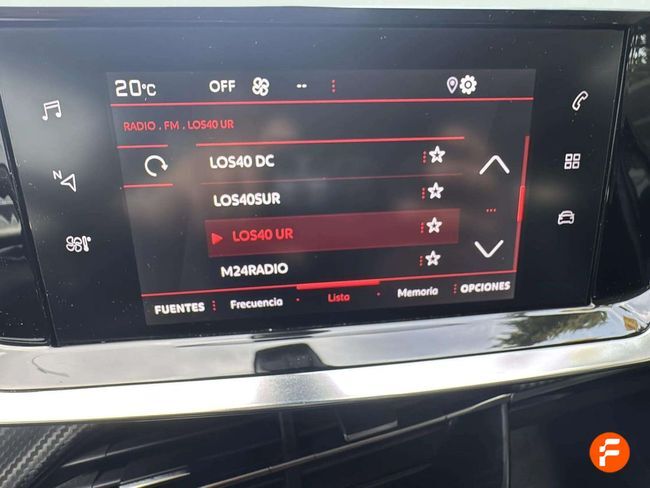 20°C OFF --
RADIO . FM . LOS40 UR
LOS40 DC
LOS40SUR
LOS40 UR
M24RADIO
FUENTES Frecuencia Lista Memoria OPCIONES
N